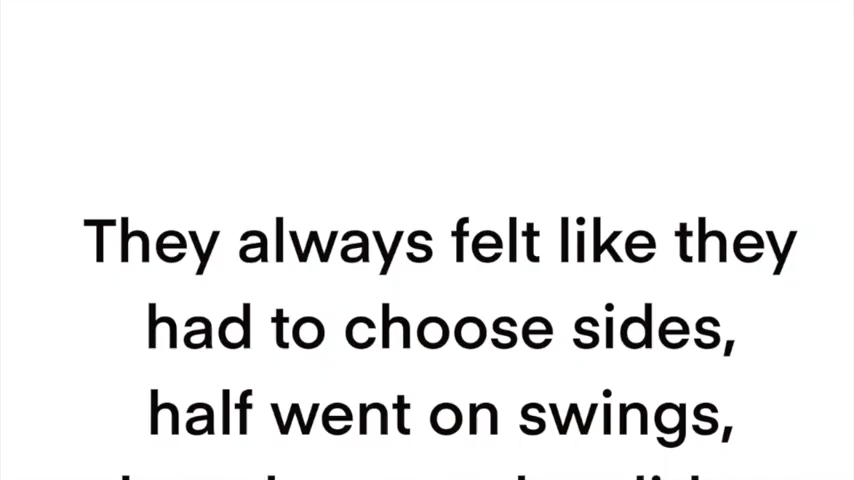 They always felt like they
had to choose sides,
half went on swings,